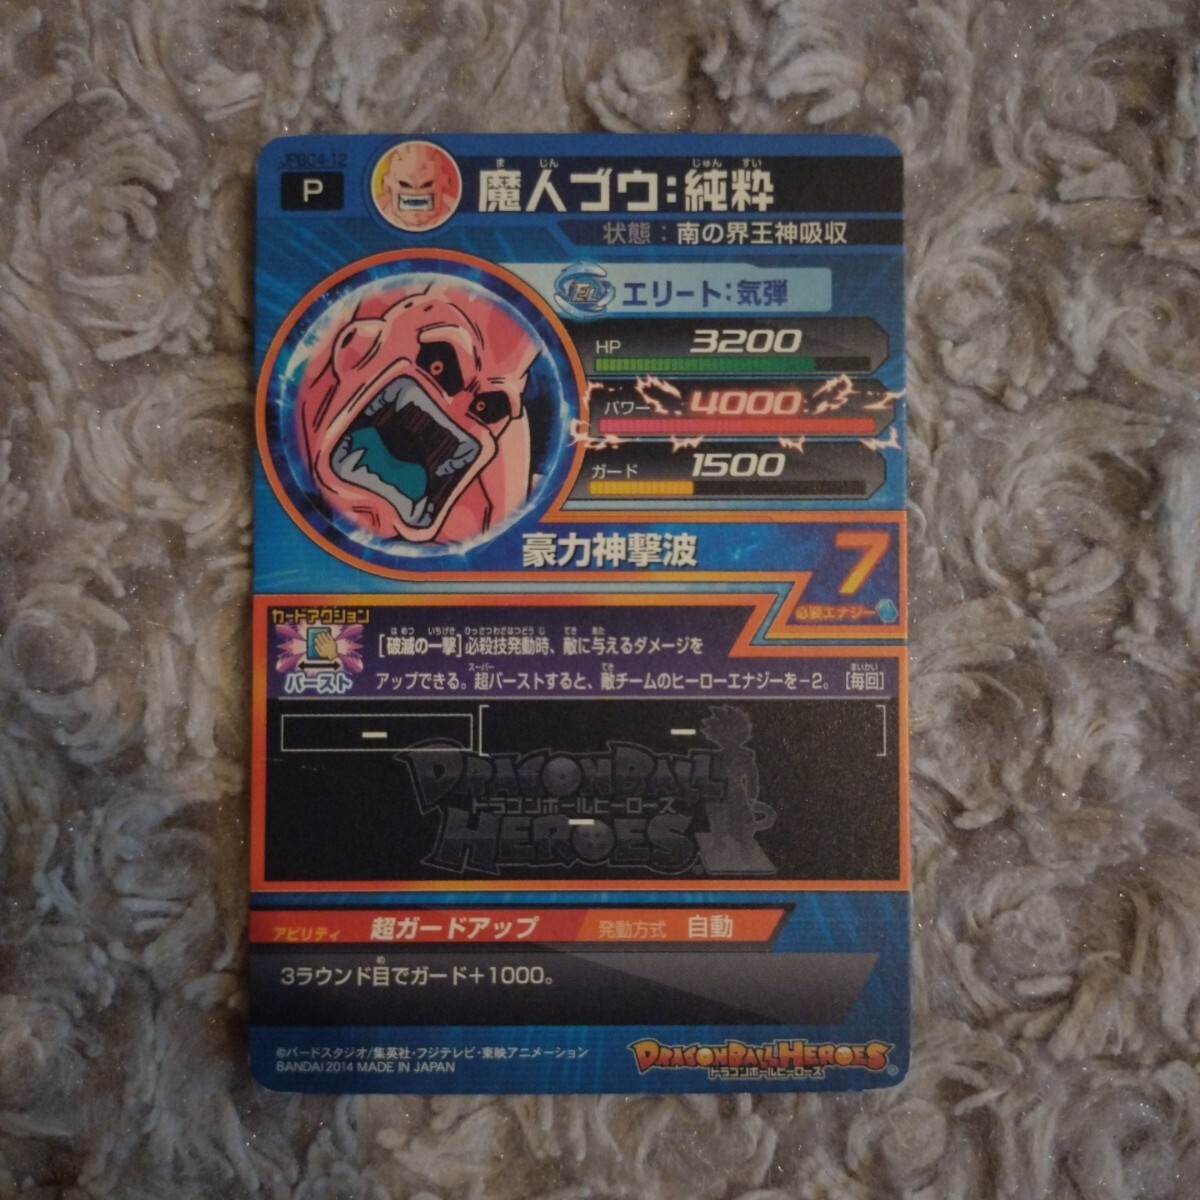 JPBC4-12
P
魔人ブウ:純粋
まじん じゅんすい
状態:南の界王神吸収
EL エリート:気弾
HP 3200
パワー 4000
ガード 1500
豪力神撃波
7
必要エナジー
カードアクション
バースト
[破滅の一撃]必殺技発動時、敵に与えるダメージを
アップできる。超バーストすると、敵チームのヒーローエナジーを−2。[毎回]
DRAGONBALL
ドラゴンボールヒーローズ
HEROES
アビリティ 超ガードアップ 発動方式 自動
3ラウンド目でガード+1000。
©バードスタジオ/集英社・フジテレビ・東映アニメーション
BANDAI 2014 MADE IN JAPAN
DRAGONBALL HEROES
ドラゴンボールヒーローズ